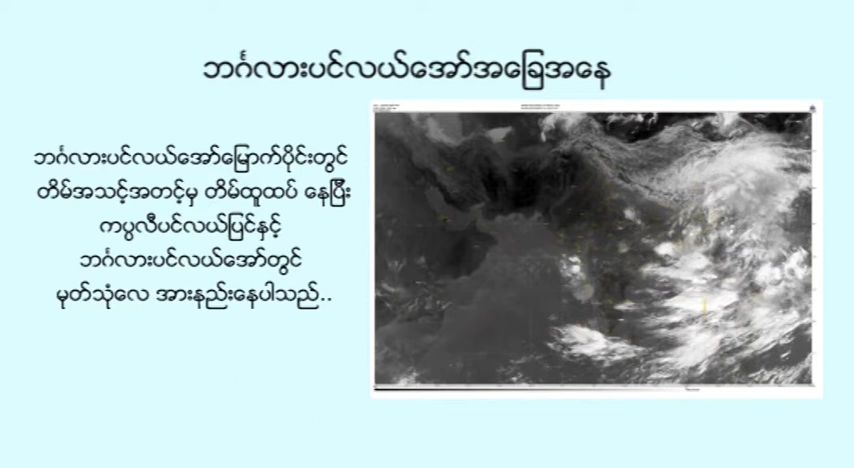 ဘင်္ဂလားပင်လယ်အော်အခြေအနေ
ဘင်္ဂလားပင်လယ်အော်မြောက်ပိုင်းတွင်
တိမ်အသင့်အတင့်မှ တိမ်ထူထပ် နေပြီး
ကပ္ပလီပင်လယ်ပြင်နှင့်
ဘင်္ဂလားပင်လယ်အော်တွင်
မုတ်သုံလေ အားနည်းနေပါသည်..